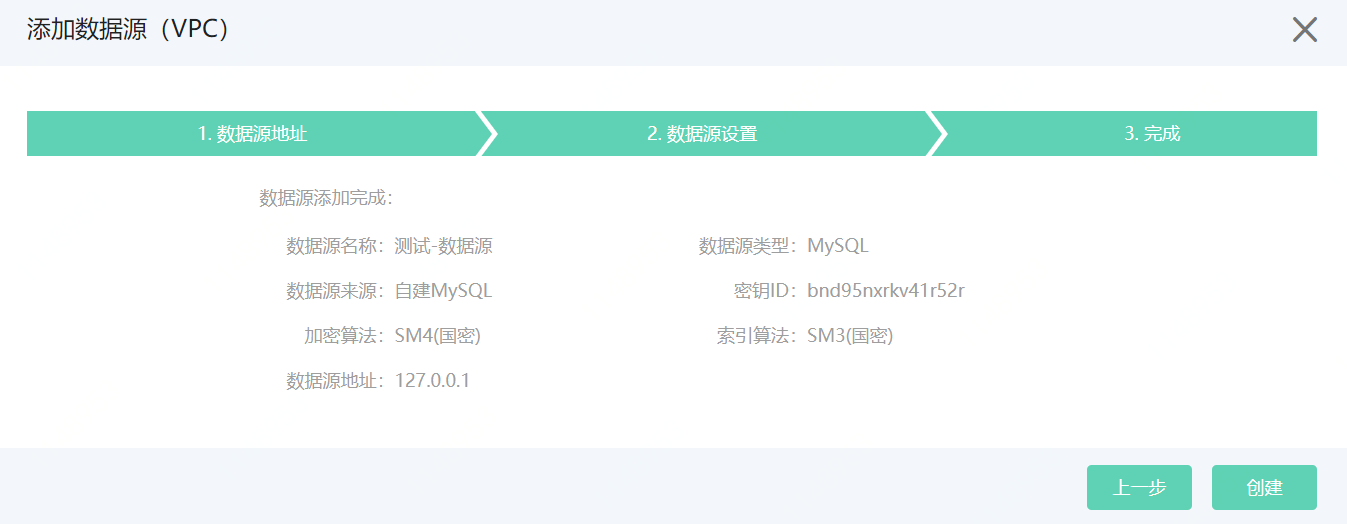 添加数据源（VPC）
1. 数据源地址
2. 数据源设置
3. 完成
数据源添加完成：
数据源名称：测试-数据源
数据源类型：MySQL
数据源来源：自建MySQL
密钥ID：bnd95nxrkv41r52r
加密算法：SM4(国密)
索引算法：SM3(国密)
数据源地址：127.0.0.1
上一步
创建